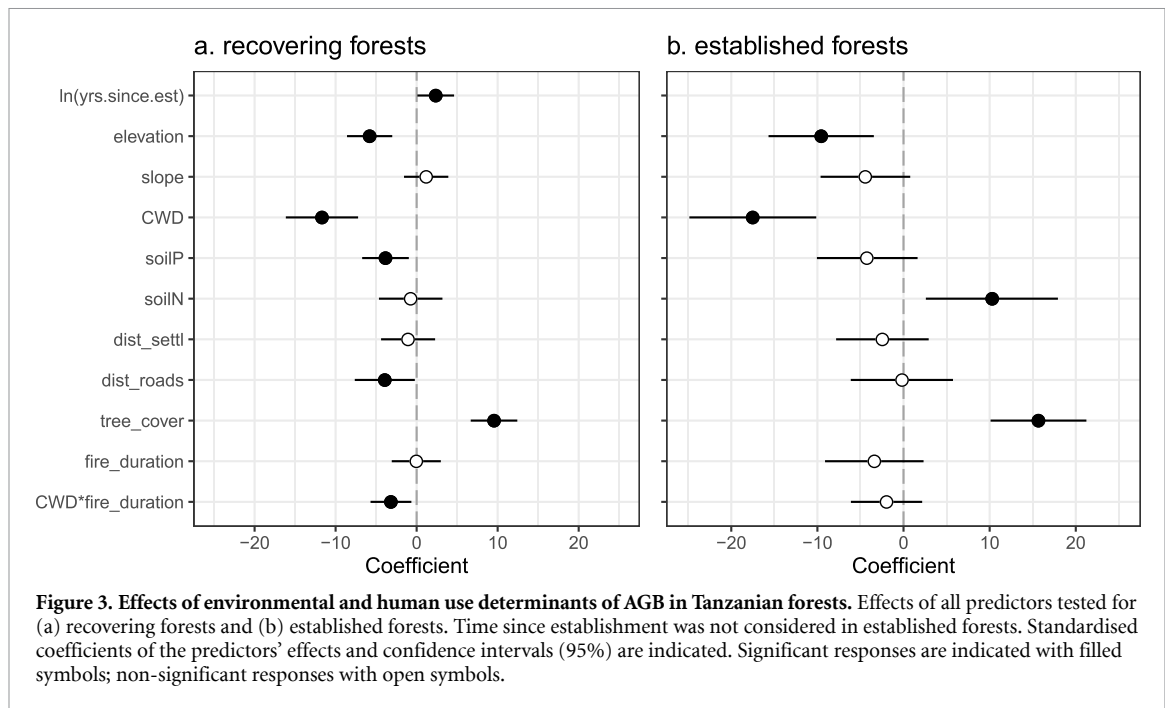 a. recovering forests
b. established forests
ln(yrs.since.est)
elevation
slope
CWD
soilP
soilN
dist_settl
dist_roads
tree_cover
fire_duration
CWD*fire_duration
−20 −10 0 10 20
−20 −10 0 10 20
Coefficient
Coefficient
Figure 3. Effects of environmental and human use determinants of AGB in Tanzanian forests. Effects of all predictors tested for
(a) recovering forests and (b) established forests. Time since establishment was not considered in established forests. Standardised
coefficients of the predictors’ effects and confidence intervals (95%) are indicated. Significant responses are indicated with filled
symbols; non-significant responses with open symbols.